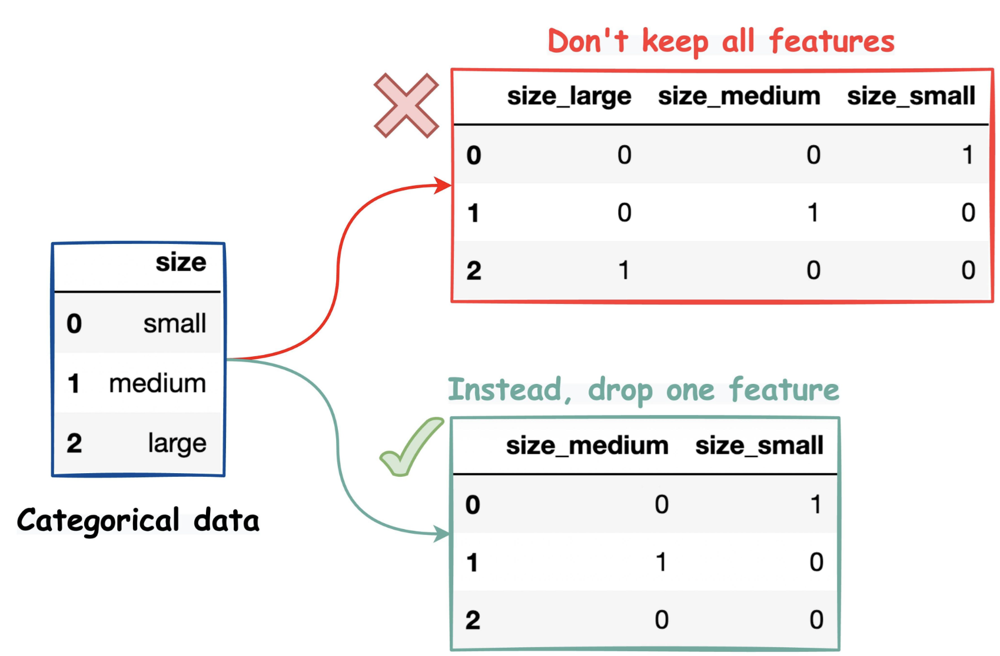 Don't keep all features
size_large size_medium size_small
0 0 0 1
1 0 1 0
2 1 0 0
size
0 small
1 medium
2 large
Categorical data
Instead, drop one feature
size_medium size_small
0 0 1
1 1 0
2 0 0